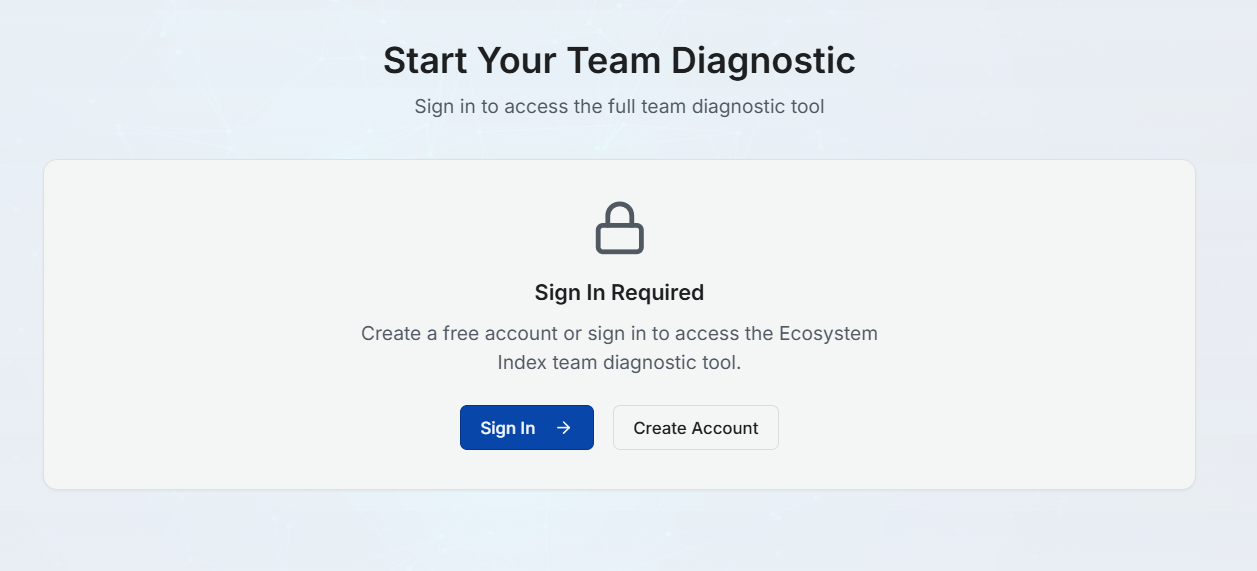 Start Your Team Diagnostic
Sign in to access the full team diagnostic tool
Sign In Required
Create a free account or sign in to access the Ecosystem
Index team diagnostic tool.
Sign In
Create Account